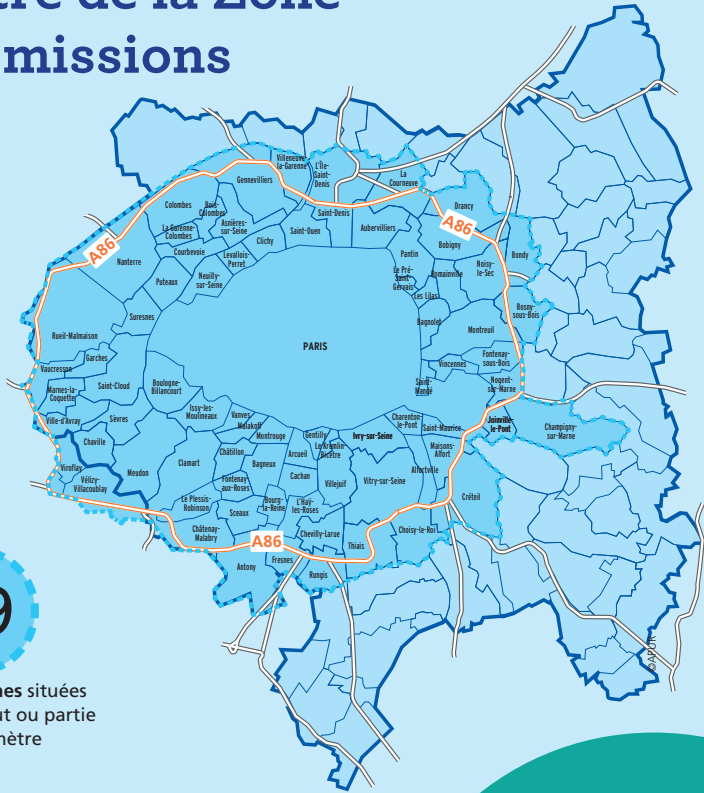 tre de la Zone
missions
Villeneuve-
la-Garenne
L'Île-
Saint-
Denis
La
Courneuve
Gennevilliers
Drancy
Colombes
Bois-
Colombes
Saint-Denis
A86
La Garenne-
Colombes
Asnières-
sur-Seine
Saint-Ouen
Aubervilliers
Bobigny
Clichy
A86
Courbevoie
Levallois-
Perret
Pantin
Bondy
Nanterre
Noisy-
le-Sec
Le Pré-
Saint-
Gervais
Romainville
Puteaux
Neuilly-
sur-Seine
Les Lilas
Rosny-
sous-Bois
Suresnes
Bagnolet
Montreuil
Rueil-Malmaison
PARIS
Garches
Fontenay-
sous-Bois
Vaucresson
Vincennes
Marnes-la-
Coquette
Saint-Cloud
Boulogne-
Billancourt
Saint-
Mandé
Nogent-
sur-Marne
Ville-d'Avray
Sèvres
Issy-les-
Moulineaux
Vanves
Malakoff
Montrouge
Gentilly
Ivry-sur-Seine
Charenton-
le-Pont
Saint-Maurice
Joinville-
le-Pont
Champigny-
sur-Marne
Chaville
Le Kremlin-
Bicêtre
Maisons-
Alfort
Viroflay
Meudon
Clamart
Châtillon
Bagneux
Arcueil
Cachan
Alfortville
Vélizy-
Villacoublay
Fontenay-
aux-Roses
Villejuif
Vitry-sur-Seine
Créteil
Le Plessis-
Robinson
Sceaux
Bourg-
la-Reine
L'Haÿ-
les-Roses
Châtenay-
Malabry
A86
Chevilly-Larue
Thiais
Choisy-le-Roi
Antony
Fresnes
Rungis
9
nes situées
ut ou partie
mètre
©APUR